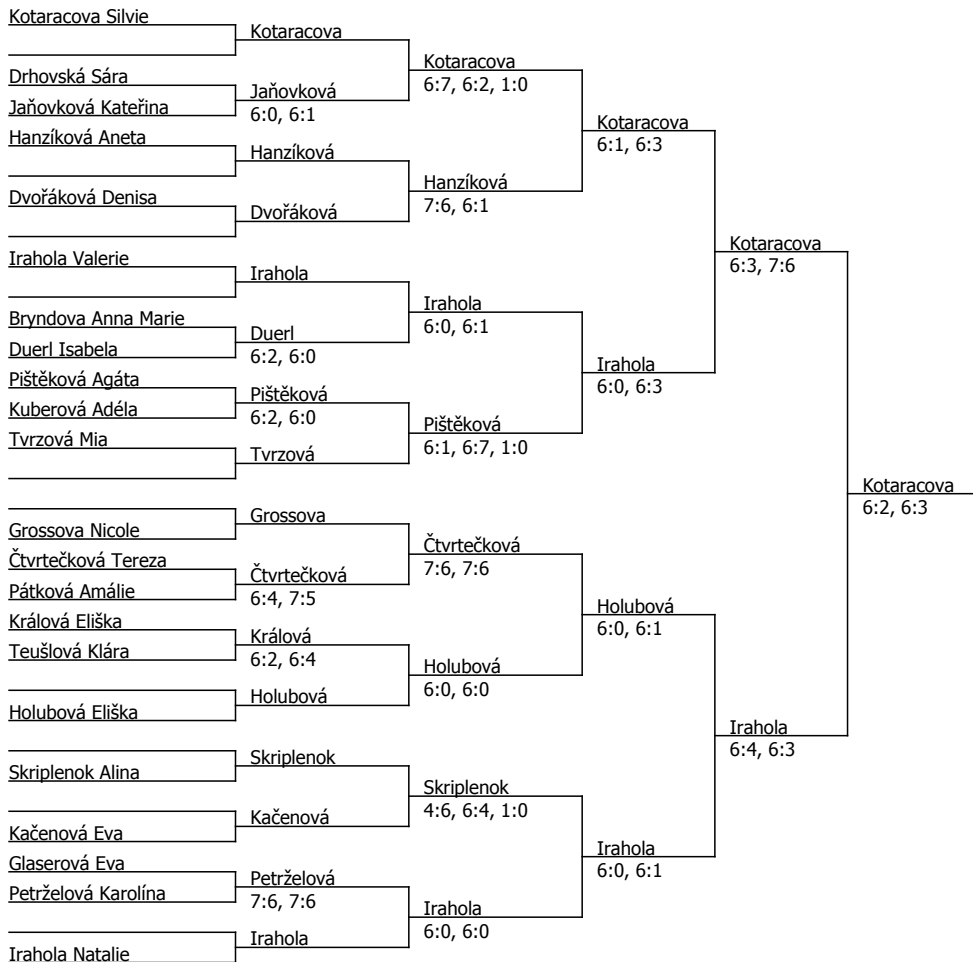 Kotaracova Silvie
Drhovská Sára
Jaňovková Kateřina
Hanzíková Aneta
Dvořáková Denisa
Irahola Valerie
Bryndova Anna Marie
Duerl Isabela
Pištěková Agáta
Kuberová Adéla
Tvrzová Mia
Grossova Nicole
Čtvrtečková Tereza
Pátková Amálie
Králová Eliška
Teušlová Klára
Holubová Eliška
Skriplenok Alina
Kačenová Eva
Glaserová Eva
Petrželová Karolína
Irahola Natalie
Kotaracova
Jaňovková
6:0, 6:1
Hanzíková
Dvořáková
Irahola
Duerl
6:2, 6:0
Pištěková
6:2, 6:0
Tvrzová
Grossova
Čtvrtečková
6:4, 7:5
Králová
6:2, 6:4
Holubová
Skriplenok
Kačenová
Petrželová
7:6, 7:6
Irahola
Kotaracova
6:7, 6:2, 1:0
Hanzíková
7:6, 6:1
Irahola
6:0, 6:1
Pištěková
6:1, 6:7, 1:0
Čtvrtečková
7:6, 7:6
Holubová
6:0, 6:0
Skriplenok
4:6, 6:4, 1:0
Irahola
6:0, 6:0
Kotaracova
6:1, 6:3
Irahola
6:0, 6:3
Holubová
6:0, 6:1
Irahola
6:0, 6:1
Kotaracova
6:3, 7:6
Irahola
6:4, 6:3
Kotaracova
6:2, 6:3